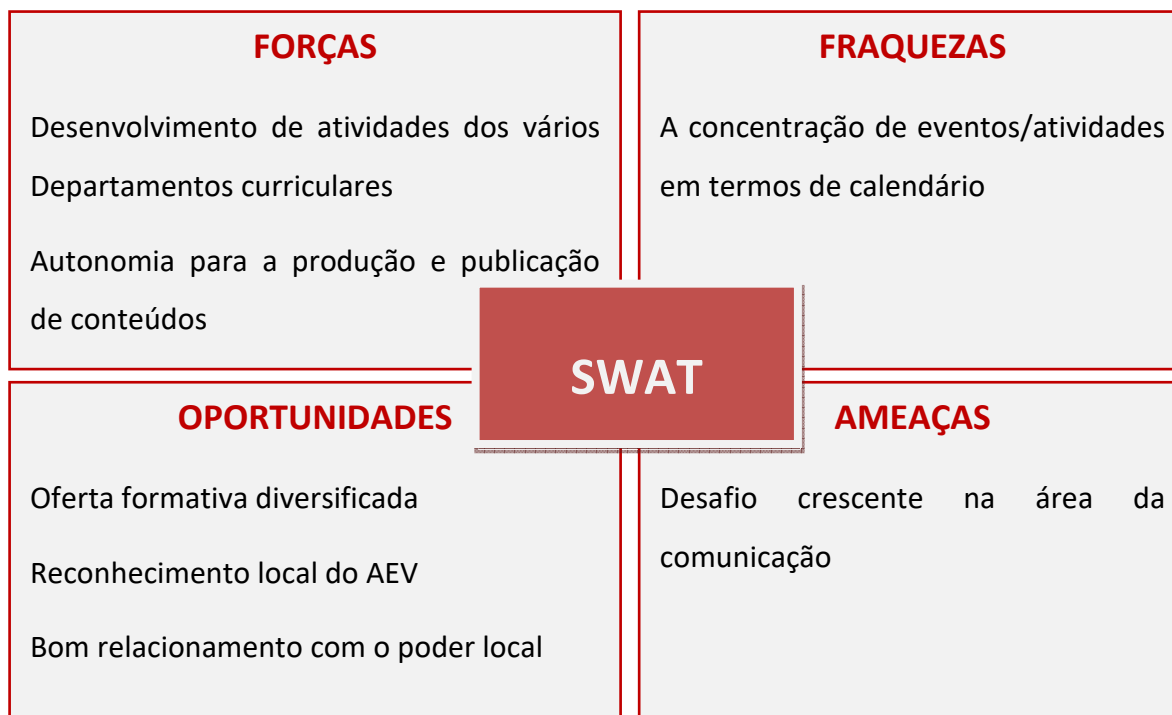 FORÇAS
Desenvolvimento de atividades dos vários
Departamentos curriculares
Autonomia para a produção e publicação
de conteúdos
FRAQUEZAS
A concentração de eventos/atividades
em termos de calendário
SWAT
OPORTUNIDADES
Oferta formativa diversificada
Reconhecimento local do AEV
Bom relacionamento com o poder local
AMEAÇAS
Desafio crescente na área da
comunicação